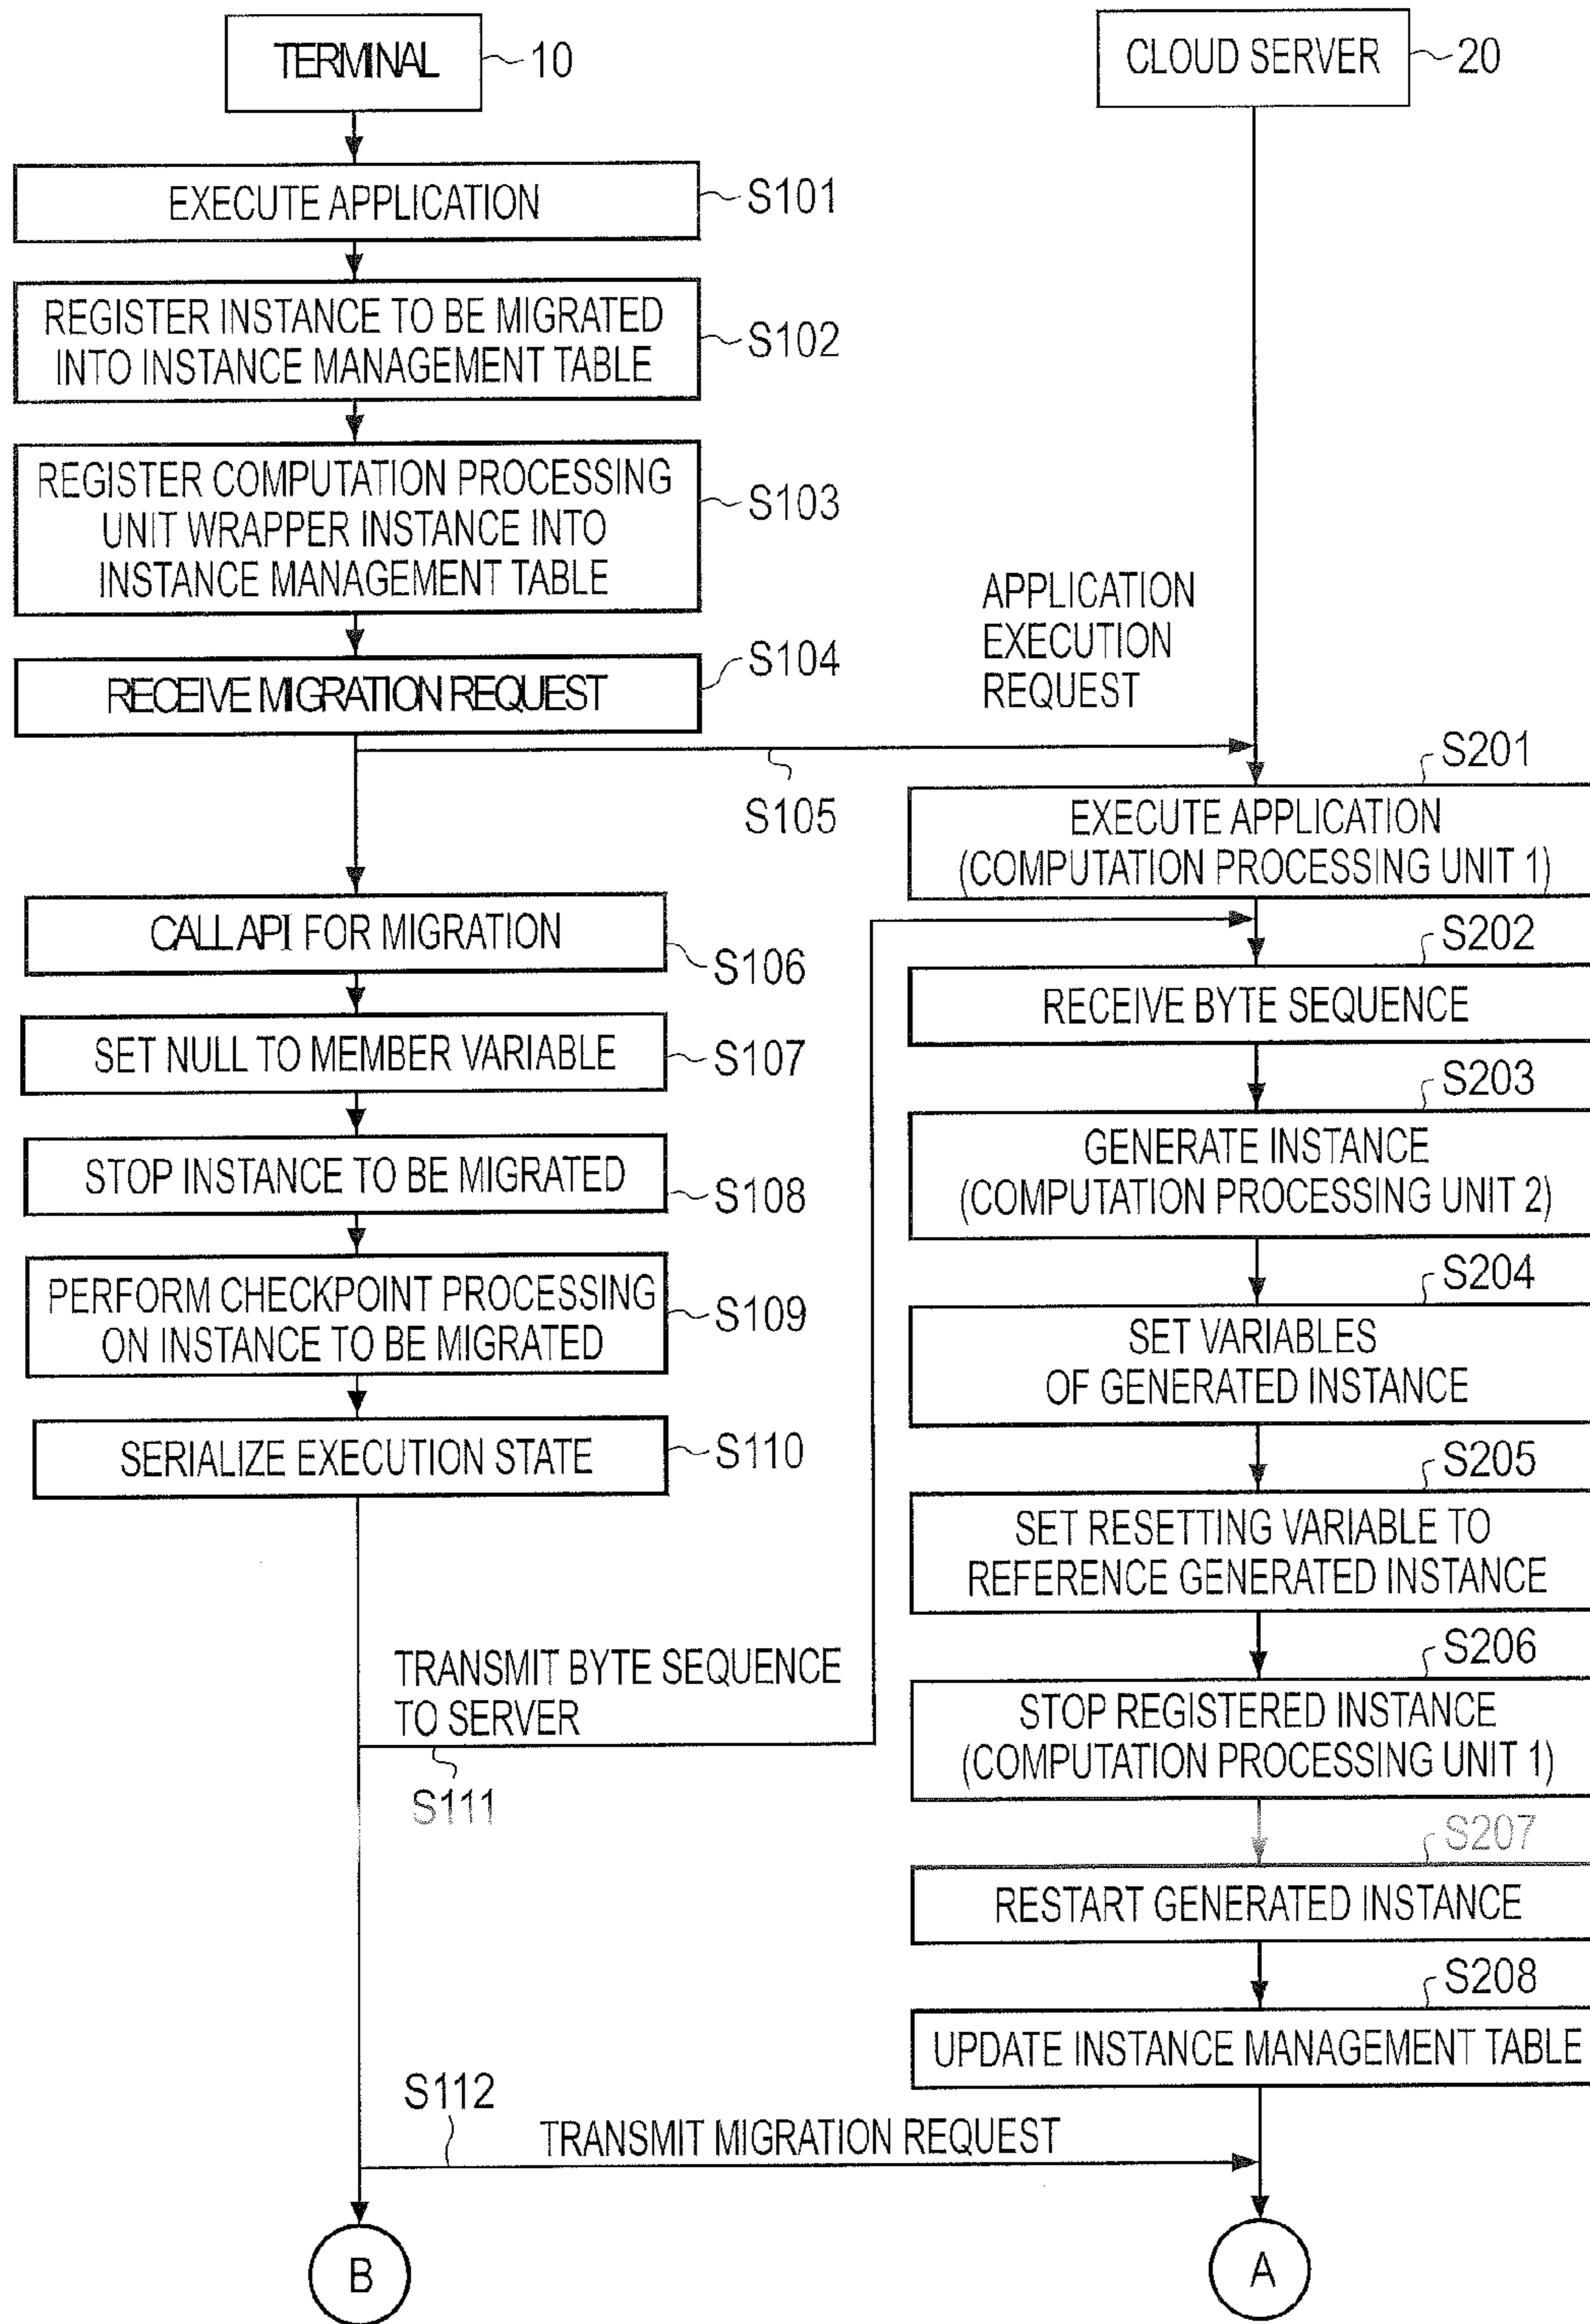 TERMINAL
10
CLOUD SERVER
20
EXECUTE APPLICATION
S101
REGISTER INSTANCE TO BE MIGRATED
INTO INSTANCE MANAGEMENT TABLE
S102
REGISTER COMPUTATION PROCESSING
UNIT WRAPPER INSTANCE INTO
INSTANCE MANAGEMENT TABLE
S103
RECEIVE MIGRATION REQUEST
S104
APPLICATION
EXECUTION
REQUEST
S105
S201
EXECUTE APPLICATION
(COMPUTATION PROCESSING UNIT 1)
CALL API FOR MIGRATION
S106
S202
RECEIVE BYTE SEQUENCE
SET NULL TO MEMBER VARIABLE
S107
S203
GENERATE INSTANCE
(COMPUTATION PROCESSING UNIT 2)
STOP INSTANCE TO BE MIGRATED
S108
PERFORM CHECKPOINT PROCESSING
ON INSTANCE TO BE MIGRATED
S109
S204
SET VARIABLES
OF GENERATED INSTANCE
SERIALIZE EXECUTION STATE
S110
S205
SET RESETTING VARIABLE TO
REFERENCE GENERATED INSTANCE
TRANSMIT BYTE SEQUENCE
TO SERVER
S111
S206
STOP REGISTERED INSTANCE
(COMPUTATION PROCESSING UNIT 1)
S207
RESTART GENERATED INSTANCE
S208
UPDATE INSTANCE MANAGEMENT TABLE
S112
TRANSMIT MIGRATION REQUEST
B
A